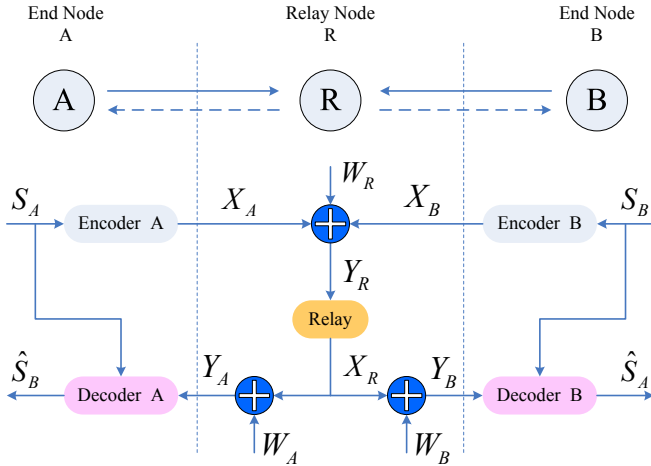 End Node
A
Relay Node
R
End Node
B
A
R
B
S_A
Encoder A
X_A
W_R
X_B
Encoder B
S_B
Y_R
Relay
Ŝ_B
Decoder A
Y_A
X_R
Y_B
Decoder B
Ŝ_A
W_A
W_B